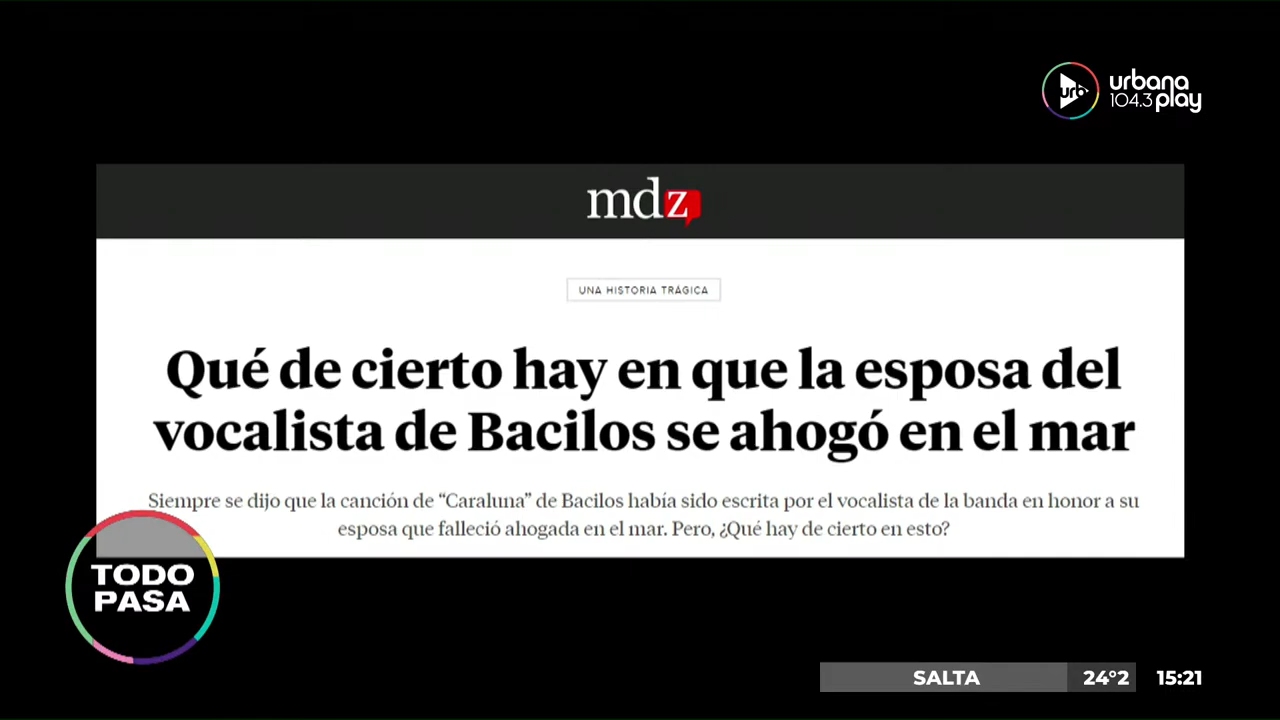 urbana
104.3 play
urb
mdz
UNA HISTORIA TRÁGICA
Qué de cierto hay en que la esposa del
vocalista de Bacilos se ahogó en el mar
Siempre se dijo que la canción de “Caraluna” de Bacilos había sido escrita por el vocalista de la banda en honor a su
esposa que falleció ahogada en el mar. Pero, ¿Qué hay de cierto en esto?
TODO
PASA
SALTA 24°2 15:21